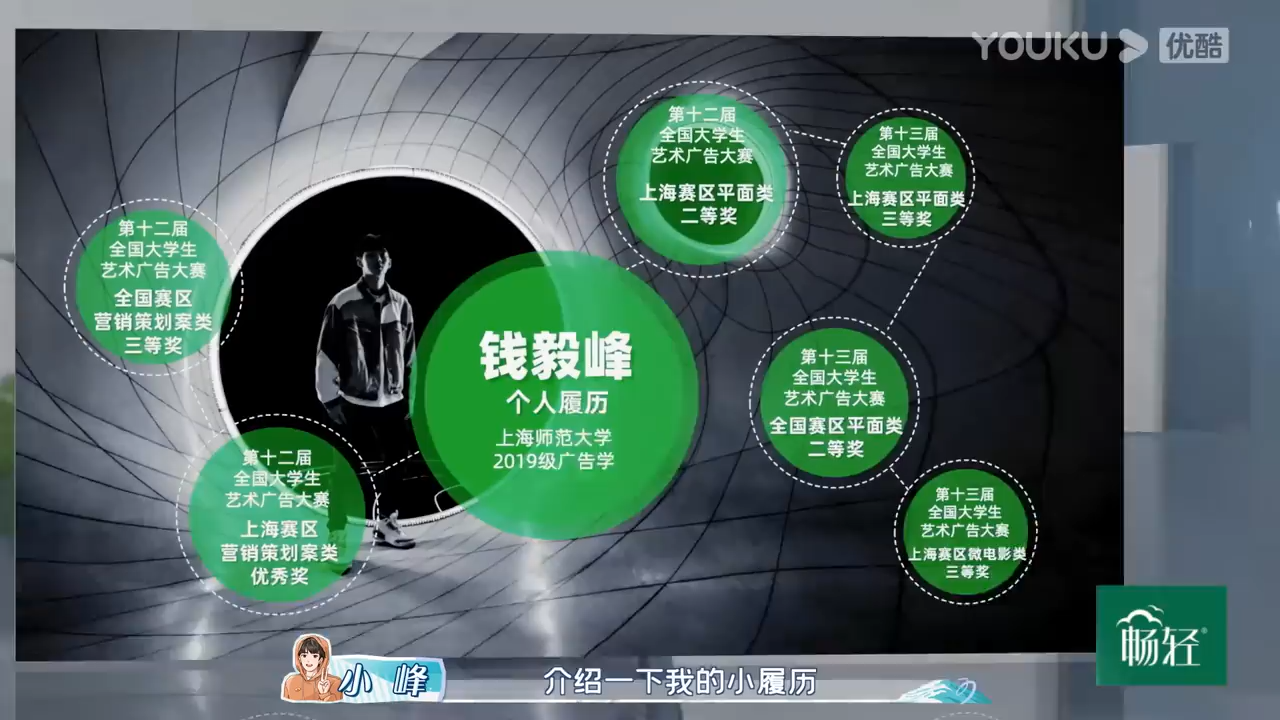 YOUKU 优酷
第十二届
全国大学生
艺术广告大赛
上海赛区平面类
二等奖
第十三届
全国大学生
艺术广告大赛
上海赛区平面类
三等奖
第十二届
全国大学生
艺术广告大赛
全国赛区
营销策划案类
三等奖
钱毅峰
个人履历
上海师范大学
2019级广告学
第十三届
全国大学生
艺术广告大赛
全国赛区平面类
二等奖
第十二届
全国大学生
艺术广告大赛
上海赛区
营销策划案类
优秀奖
第十三届
全国大学生
艺术广告大赛
上海赛区微电影类
三等奖
畅轻®
小峰
介绍一下我的小履历